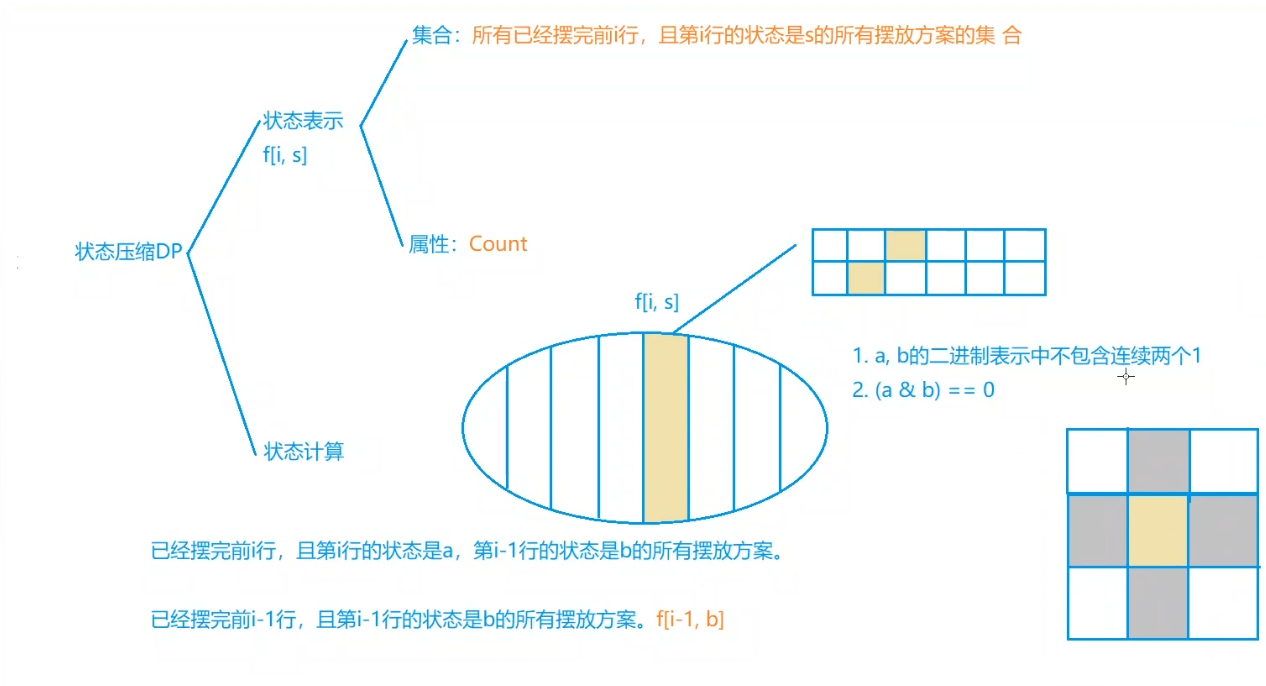 集合：所有已经摆完前i行，且第i行的状态是s的所有摆放方案的集 合
状态表示
f[i, s]
状态压缩DP
属性：Count
f[i, s]
1. a, b的二进制表示中不包含连续两个1
2. (a & b) == 0
状态计算
已经摆完前i行，且第i行的状态是a，第i-1行的状态是b的所有摆放方案。
已经摆完前i-1行，且第i-1行的状态是b的所有摆放方案。f[i-1, b]